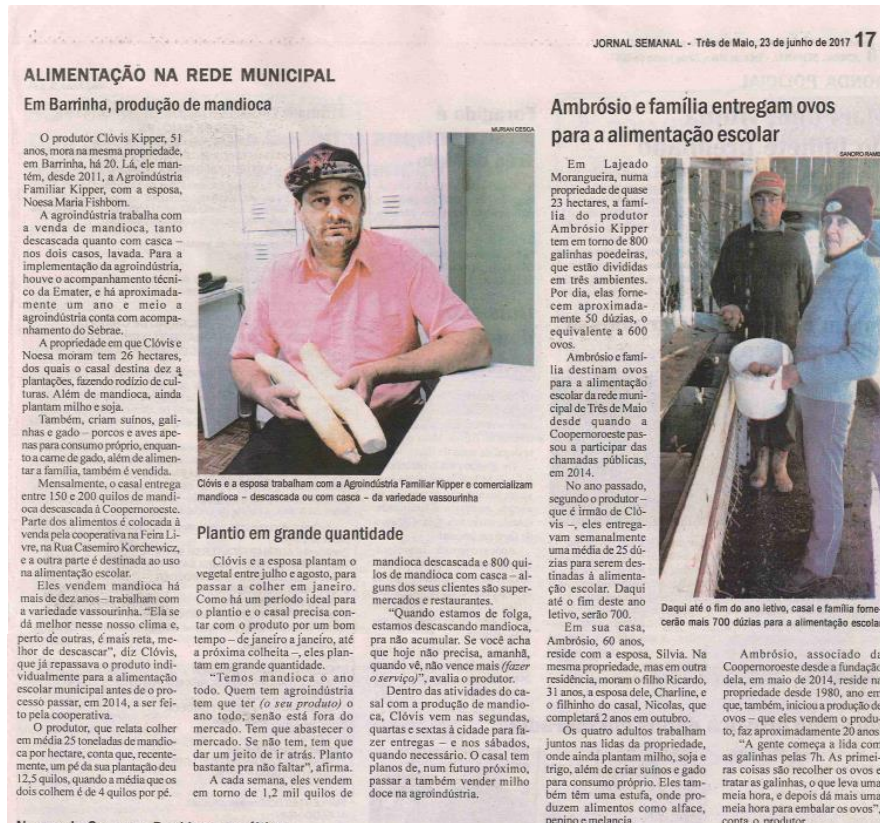 JORNAL SEMANAL - Três de Maio, 23 de junho de 2017 17
ALIMENTAÇÃO NA REDE MUNICIPAL
Em Barrinha, produção de mandioca
O produtor Clóvis Kipper, 51
anos, mora na mesma propriedade,
em Barrinha, há 20. Lá, ele man-
tém, desde 2011, a Agroindústria
Familiar Kipper, com a esposa,
Noesa Maria Fishborn.
A agroindústria trabalha com
a venda de mandioca, tanto
descascada quanto com casca –
nos dois casos, lavada. Para a
implementação da agroindústria,
houve o acompanhamento técni-
co da Emater, e há aproximada-
mente um ano e meio a
agroindústria conta com acompa-
nhamento do Sebrae.
A propriedade em que Clóvis e
Noesa moram tem 26 hectares,
dos quais o casal destina dez a
plantações, fazendo rodízio de cul-
turas. Além de mandioca, ainda
plantam milho e soja.
Também, criam suínos, gali-
nhas e gado – porcos e aves ape-
nas para consumo próprio, enquan-
to a carne de gado, além de alimen-
tar a família, também é vendida.
Mensalmente, o casal entrega
entre 150 e 200 quilos de mandi-
oca descascada à Coopernoroeste.
Parte dos alimentos é colocada à
venda pela cooperativa na Feira Li-
vre, na Rua Casemiro Korchewicz,
e a outra parte é destinada ao uso
na alimentação escolar.
Eles vendem mandioca há
mais de dez anos – trabalham com
a variedade vassourinha. “Ela se
dá melhor nesse nosso clima e,
perto de outras, é mais reta, me-
lhor de descascar”, diz Clóvis,
que já repassava o produto indi-
vidualmente para a alimentação
escolar municipal antes de o pro-
cesso passar, em 2014, a ser fei-
to pela cooperativa.
O produtor, que relata colher
em média 25 toneladas de mandio-
ca por hectare, conta que, recente-
mente, um pé da sua plantação deu
12,5 quilos, quando a média que os
dois colhem é de 4 quilos por pé.
MURIAN CESCA
Clóvis e a esposa trabalham com a Agroindústria Familiar Kipper e comercializam
mandioca – descascada ou com casca – da variedade vassourinha
Plantio em grande quantidade
Clóvis e a esposa plantam o
vegetal entre julho e agosto, para
passar a colher em janeiro.
Como há um período ideal para
o plantio e o casal precisa con-
tar com o produto por um bom
tempo – de janeiro a janeiro, até
a próxima colheita –, eles plan-
tam em grande quantidade.
“Temos mandioca o ano
todo. Quem tem agroindústria
tem que ter (o seu produto) o
ano todo, senão está fora do
mercado. Tem que abastecer o
mercado. Se não tem, tem que
dar um jeito de ir atrás. Planto
bastante pra não faltar”, afirma.
A cada semana, eles vendem
em torno de 1,2 mil quilos de
mandioca descascada e 800 qui-
los de mandioca com casca – al-
guns dos seus clientes são super-
mercados e restaurantes.
“Quando estamos de folga,
estamos descascando mandioca,
pra não acumular. Se você acha
que hoje não precisa, amanhã,
quando vê, não vence mais (fazer
o serviço)”, avalia o produtor.
Dentro das atividades do ca-
sal com a produção de mandio-
ca, Clóvis vem nas segundas,
quartas e sextas à cidade para fa-
zer entregas – e nos sábados,
quando necessário. O casal tem
planos de, num futuro próximo,
passar a também vender milho
doce na agroindústria.
Ambrósio e família entregam ovos
para a alimentação escolar
SANDRO RAMB
Em Lajeado
Morangueira, numa
propriedade de quase
23 hectares, a famí-
lia do produtor
Ambrósio Kipper
tem em torno de 800
galinhas poedeiras,
que estão divididas
em três ambientes.
Por dia, elas forne-
cem aproximada-
mente 50 dúzias, o
equivalente a 600
ovos.
Ambrósio e famí-
lia destinam ovos
para a alimentação
escolar da rede muni-
cipal de Três de Maio
desde quando a
Coopernoroeste pas-
sou a participar das
chamadas públicas,
em 2014.
No ano passado,
segundo o produtor –
que é irmão de Cló-
vis –, eles entrega-
vam semanalmente
uma média de 25 dú-
zias para serem des-
tinadas à alimenta-
ção escolar. Daqui
até o fim deste ano
letivo, serão 700.
Em sua casa,
Ambrósio, 60 anos,
reside com a esposa, Silvia. Na
mesma propriedade, mas em outra
residência, moram o filho Ricardo,
31 anos, a esposa dele, Charline, e
o filhinho do casal, Nicolas, que
completará 2 anos em outubro.
Os quatro adultos trabalham
juntos nas lidas da propriedade,
onde ainda plantam milho, soja e
trigo, além de criar suínos e gado
para consumo próprio. Eles tam-
bém têm uma estufa, onde pro-
duzem alimentos como alface,
pepino e melancia.
Daqui até o fim do ano letivo, casal e família forne-
cerão mais 700 dúzias para a alimentação escolar
Ambrósio, associado da
Coopernoroeste desde a fundação
dela, em maio de 2014, reside na
propriedade desde 1980, ano em
que, também, iniciou a produção de
ovos – que eles vendem o produ-
to, faz aproximadamente 20 anos.
“A gente começa a lida com
as galinhas pelas 7h. As primei-
ras coisas são recolher os ovos e
tratar as galinhas, o que leva uma
meia hora, e depois dá mais uma
meia hora para embalar os ovos”,
conta o produtor.